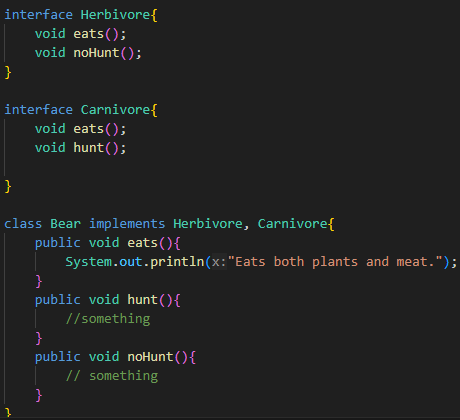 interface Herbivore{
    void eats();
    void noHunt();
}

interface Carnivore{
    void eats();
    void hunt();

}

class Bear implements Herbivore, Carnivore{
    public void eats(){
        System.out.println(x:"Eats both plants and meat.");
    }
    public void hunt(){
        //something
    }
    public void noHunt(){
        // something
    }
}